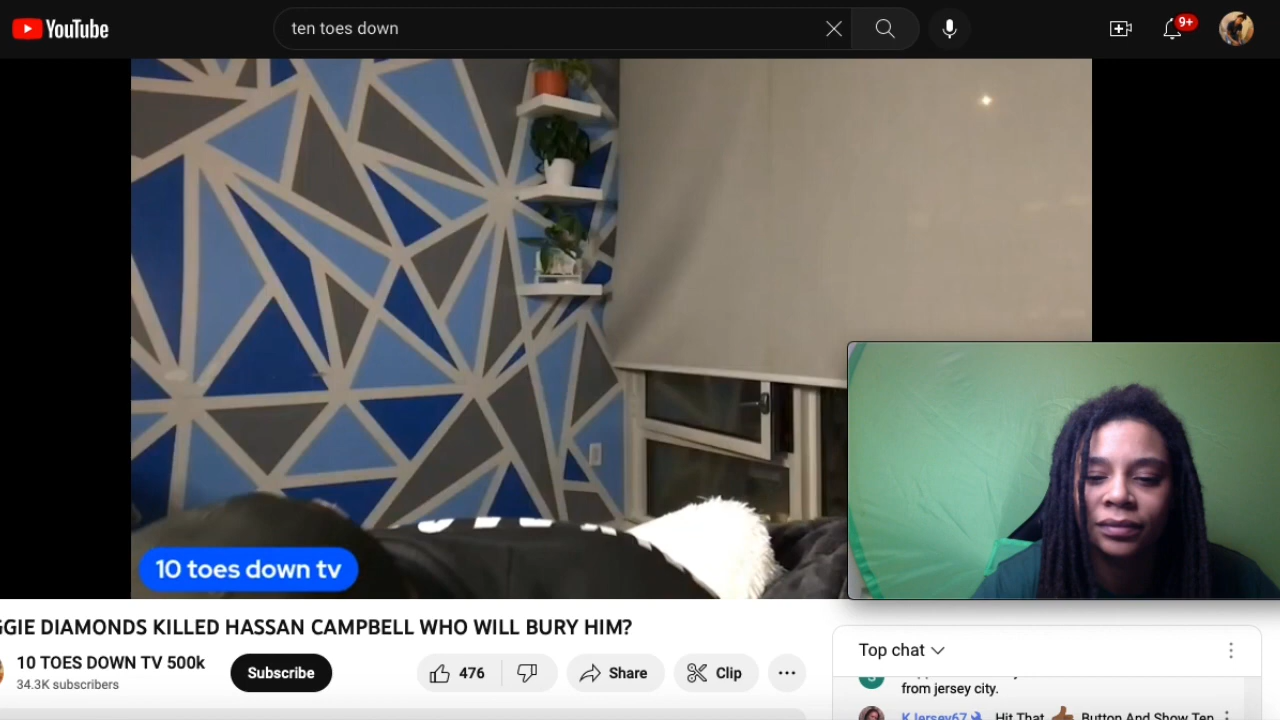 YouTube
ten toes down
9+
10 toes down tv
GGIE DIAMONDS KILLED HASSAN CAMPBELL WHO WILL BURY HIM?
10 TOES DOWN TV 500k
34.3K subscribers
Subscribe
476
Share
Clip
Top chat
from jersey city.
KJersey67 Hit That Button And Show Ten